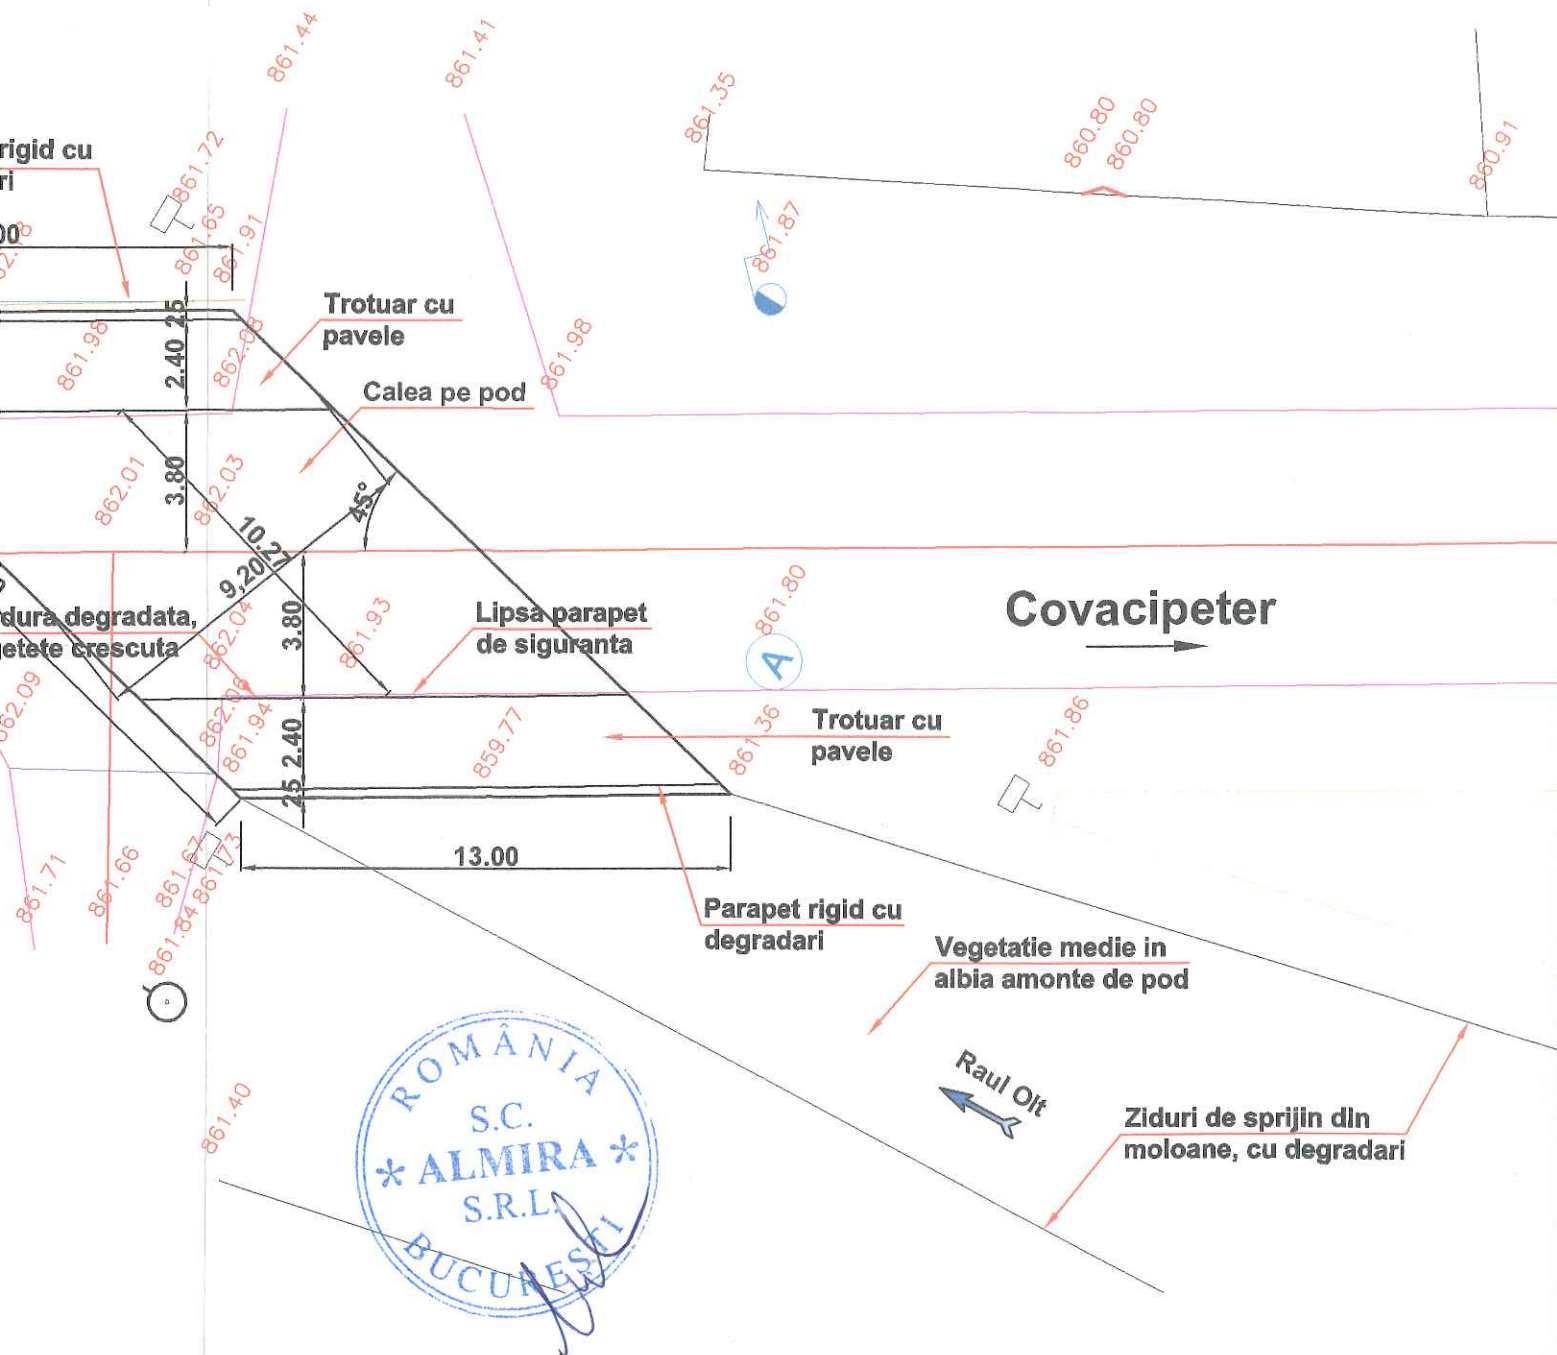 861.44
861.41
861.35
860.80
860.80
860.91
rigid cu
ri
861.72
861.65
861.91
00
861.87
25
Trotuar cu
pavele
861.98
2.40
862.03
861.98
Calea pe pod
862.01
3.80
862.03
45°
10.27
9,20
dura degradata,
getete crescuta
862.04
3.80
861.93
Lipsa parapet
de siguranta
861.80
Covacipeter
A
862.09
862.06
861.94
2.40
859.77
861.36
Trotuar cu
pavele
861.86
25
13.00
861.71
861.66
861.67
861.73
861.84
Parapet rigid cu
degradari
Vegetatie medie in
albia amonte de pod
Raul Olt
861.40
Ziduri de sprijin din
moloane, cu degradari
ROMÂNIA
S.C.
* ALMIRA *
S.R.L.
BUCUREȘTI